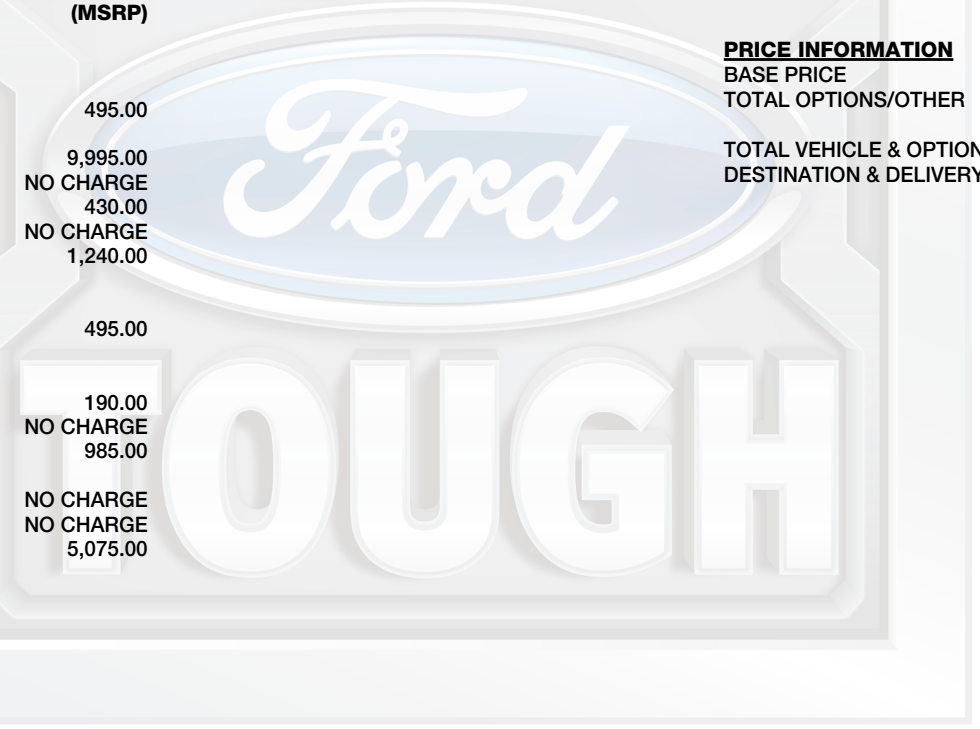 (MSRP)
495.00
9,995.00
NO CHARGE
430.00
NO CHARGE
1,240.00
495.00
190.00
NO CHARGE
985.00
NO CHARGE
NO CHARGE
5,075.00
PRICE INFORMATION
BASE PRICE
TOTAL OPTIONS/OTHER
TOTAL VEHICLE & OPTION
DESTINATION & DELIVERY
Ford
TOUGH